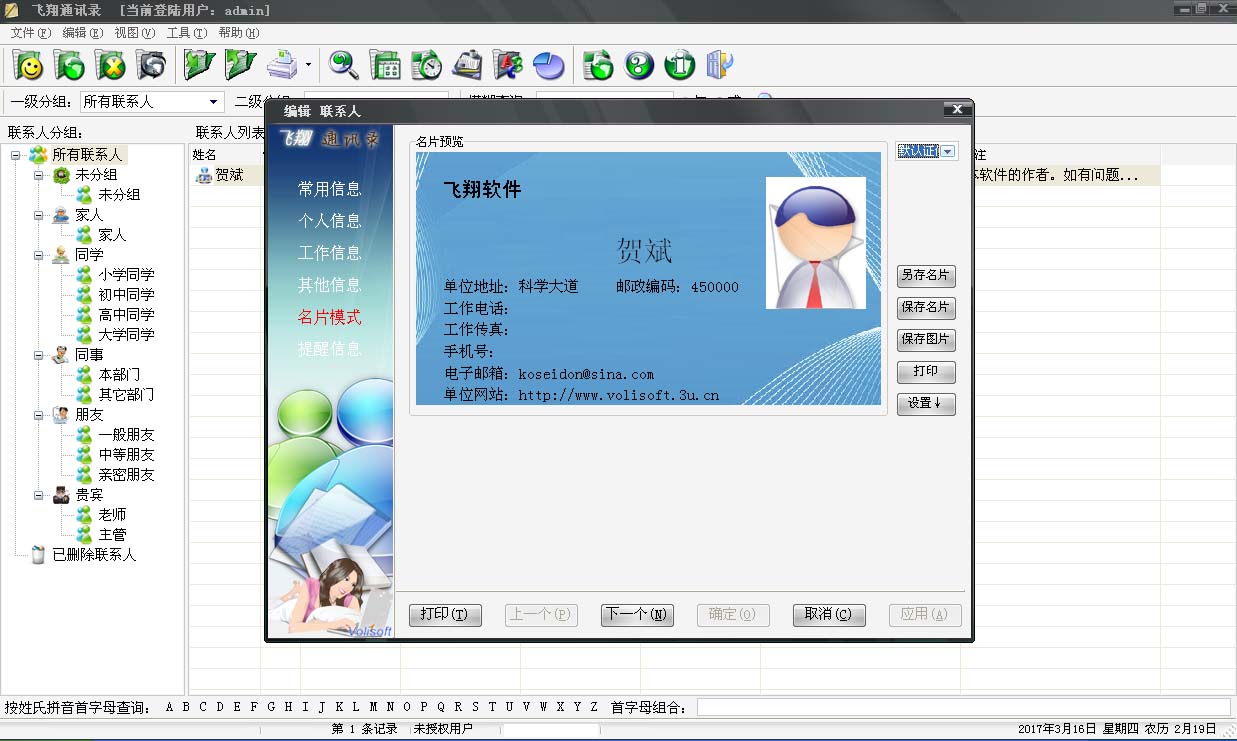 飞翔通讯录 [当前登陆用户: admin]
文件(F) 编辑(E) 视图(V) 工具(T) 帮助(H)
一级分组: 所有联系人
联系人分组:
所有联系人
未分组
未分组
家人
家人
同学
小学同学
初中同学
高中同学
大学同学
同事
本部门
其它部门
朋友
一般朋友
中等朋友
亲密朋友
贵宾
老师
主管
已删除联系人
联系人列表
姓名
贺斌
注
软件的作者。如有问题...
编辑 联系人
飞翔 通讯录
常用信息
个人信息
工作信息
其他信息
名片模式
提醒信息
Volisoft
名片预览
飞翔软件
贺斌
单位地址: 科学大道 邮政编码: 450000
工作电话:
工作传真:
手机号:
电子邮箱: koseidon@sina.com
单位网站: http://www.volisoft.3u.cn
默认证
另存名片
保存名片
保存图片
打印
设置↓
打印(T) 上一个(P) 下一个(N) 确定(O) 取消(C) 应用(A)
按姓氏拼音首字母查询: A B C D E F G H I J K L M N O P Q R S T U V W X Y Z 首字母组合:
第 1 条记录 未授权用户 2017年3月16日 星期四 农历 2月19日